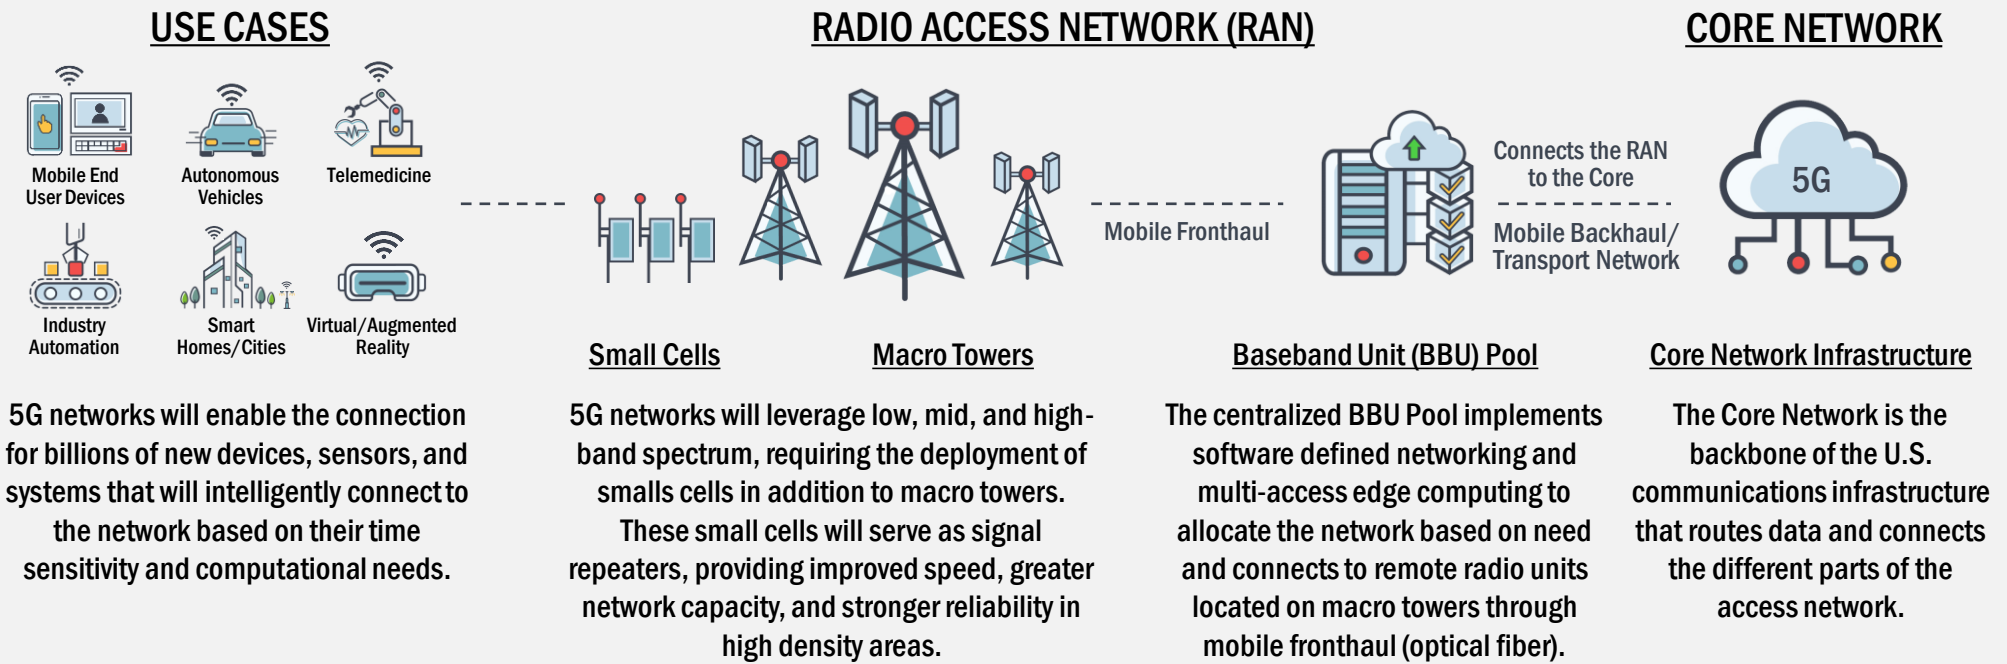 USE CASES
Mobile End
User Devices
Autonomous
Vehicles
Telemedicine
Industry
Automation
Smart
Homes/Cities
Virtual/Augmented
Reality
5G networks will enable the connection
for billions of new devices, sensors, and
systems that will intelligently connect to
the network based on their time
sensitivity and computational needs.
RADIO ACCESS NETWORK (RAN)
Mobile Fronthaul
Connects the RAN
to the Core
Mobile Backhaul/
Transport Network
Small Cells
Macro Towers
5G networks will leverage low, mid, and high-
band spectrum, requiring the deployment of
smalls cells in addition to macro towers.
These small cells will serve as signal
repeaters, providing improved speed, greater
network capacity, and stronger reliability in
high density areas.
Baseband Unit (BBU) Pool
The centralized BBU Pool implements
software defined networking and
multi-access edge computing to
allocate the network based on need
and connects to remote radio units
located on macro towers through
mobile fronthaul (optical fiber).
CORE NETWORK
5G
Core Network Infrastructure
The Core Network is the
backbone of the U.S.
communications infrastructure
that routes data and connects
the different parts of the
access network.